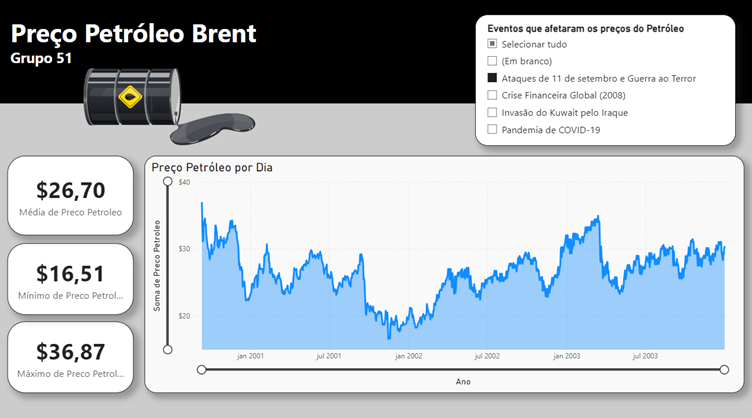 Preço Petróleo Brent
Grupo 51
Eventos que afetaram os preços do Petróleo
Selecionar tudo
(Em branco)
Ataques de 11 de setembro e Guerra ao Terror
Crise Financeira Global (2008)
Invasão do Kuwait pelo Iraque
Pandemia de COVID-19
$26,70
Média de Preco Petroleo
$16,51
Mínimo de Preco Petrol...
$36,87
Máximo de Preco Petrol...
Preço Petróleo por Dia
Soma de Preco Petroleo
$40
$30
$20
jan 2001
jul 2001
jan 2002
jul 2002
jan 2003
jul 2003
Ano